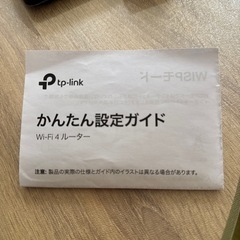 tp-link
かんたん設定ガイド
Wi-Fi 4 ルーター
注意: 製品の実際の仕様とガイド内のイラストは異なる場合があります。